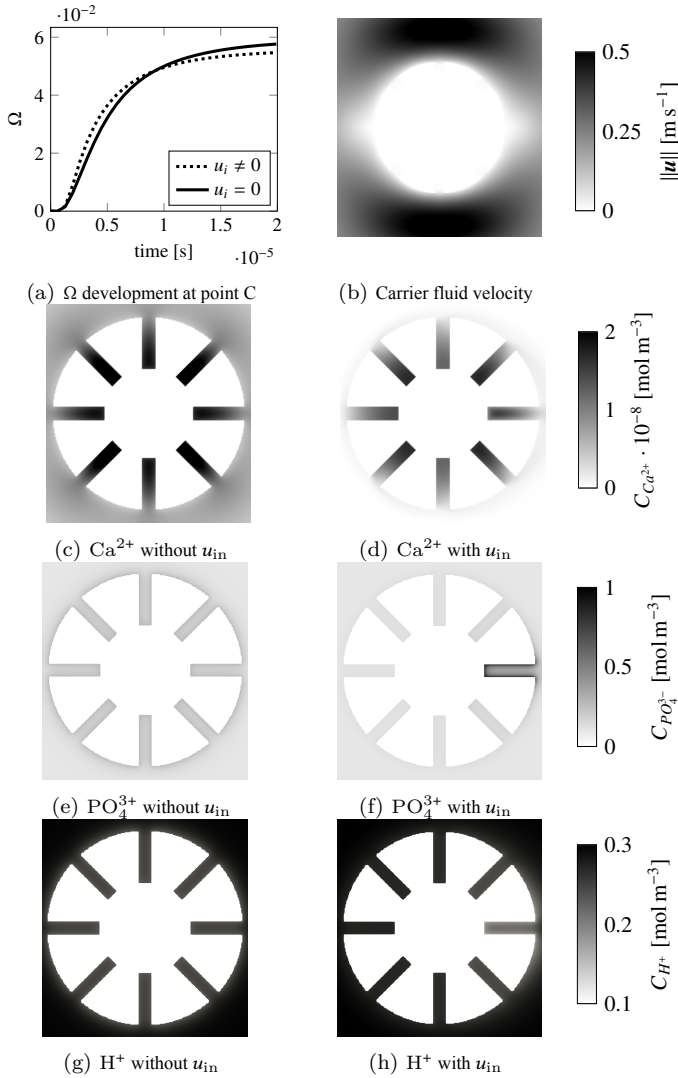 ·10⁻²
6
4
2
0
Ω
u_i ≠ 0
u_i = 0
0 0.5 1 1.5 2
time [s]
·10⁻⁵
(a) Ω development at point C
0.5
0.25
0
||u|| [m s⁻¹]
(b) Carrier fluid velocity
2
1
0
C_{Ca²⁺} · 10⁻⁸ [mol m⁻³]
(c) Ca²⁺ without u_in
(d) Ca²⁺ with u_in
1
0.5
0
C_{PO₄³⁻} [mol m⁻³]
(e) PO₄³⁺ without u_in
(f) PO₄³⁺ with u_in
0.3
0.2
0.1
C_{H⁺} [mol m⁻³]
(g) H⁺ without u_in
(h) H⁺ with u_in